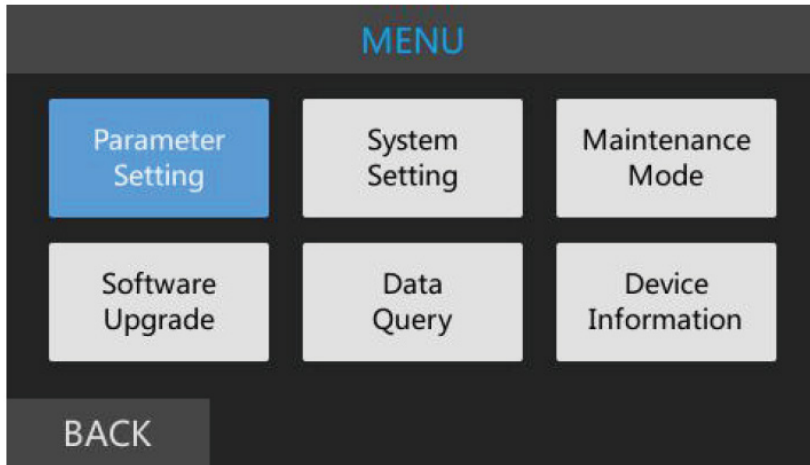 MENU
Parameter
Setting
System
Setting
Maintenance
Mode
Software
Upgrade
Data
Query
Device
Information
BACK